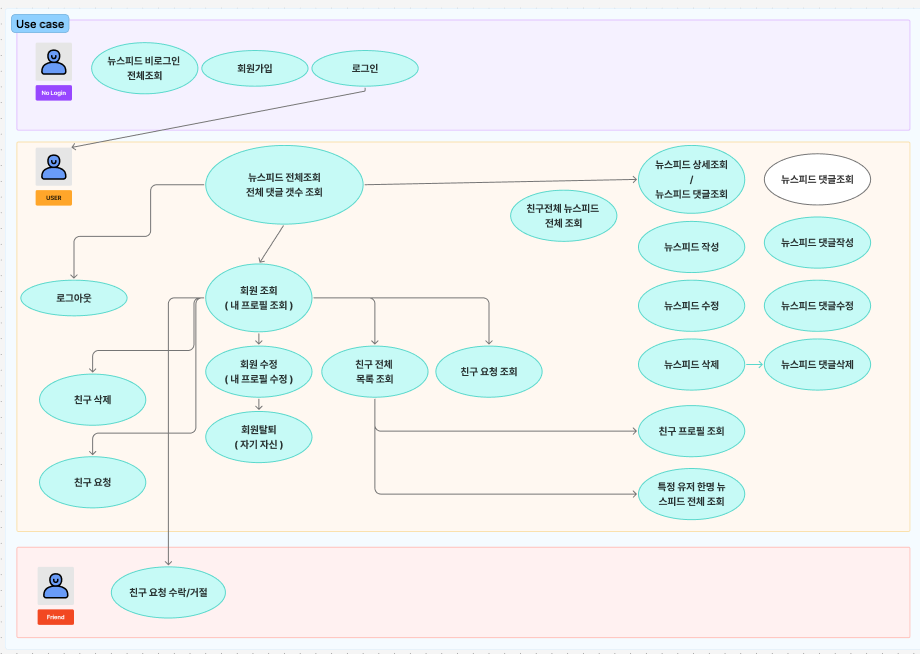 Use case
뉴스피드 비로그인
전체조회
회원가입
로그인
No Login
USER
뉴스피드 전체조회
전체 댓글 갯수 조회
뉴스피드 상세조회
/
뉴스피드 댓글조회
뉴스피드 댓글조회
친구전체 뉴스피드
전체 조회
뉴스피드 작성
뉴스피드 댓글작성
로그아웃
회원 조회
( 내 프로필 조회 )
뉴스피드 수정
뉴스피드 댓글수정
회원 수정
( 내 프로필 수정 )
친구 전체
목록 조회
친구 요청 조회
뉴스피드 삭제
뉴스피드 댓글삭제
친구 삭제
회원탈퇴
( 자기 자신 )
친구 프로필 조회
친구 요청
특정 유저 한명 뉴
스피드 전체 조회
Friend
친구 요청 수락/거절